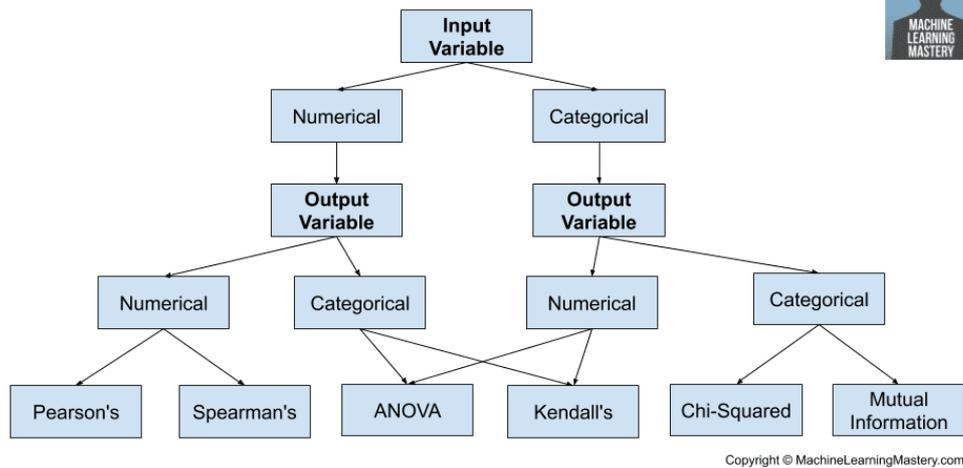 MACHINE
LEARNING
MASTERY
Input
Variable
Numerical
Categorical
Output
Variable
Output
Variable
Numerical
Categorical
Numerical
Categorical
Pearson's
Spearman's
ANOVA
Kendall's
Chi-Squared
Mutual
Information
Copyright © MachineLearningMastery.com